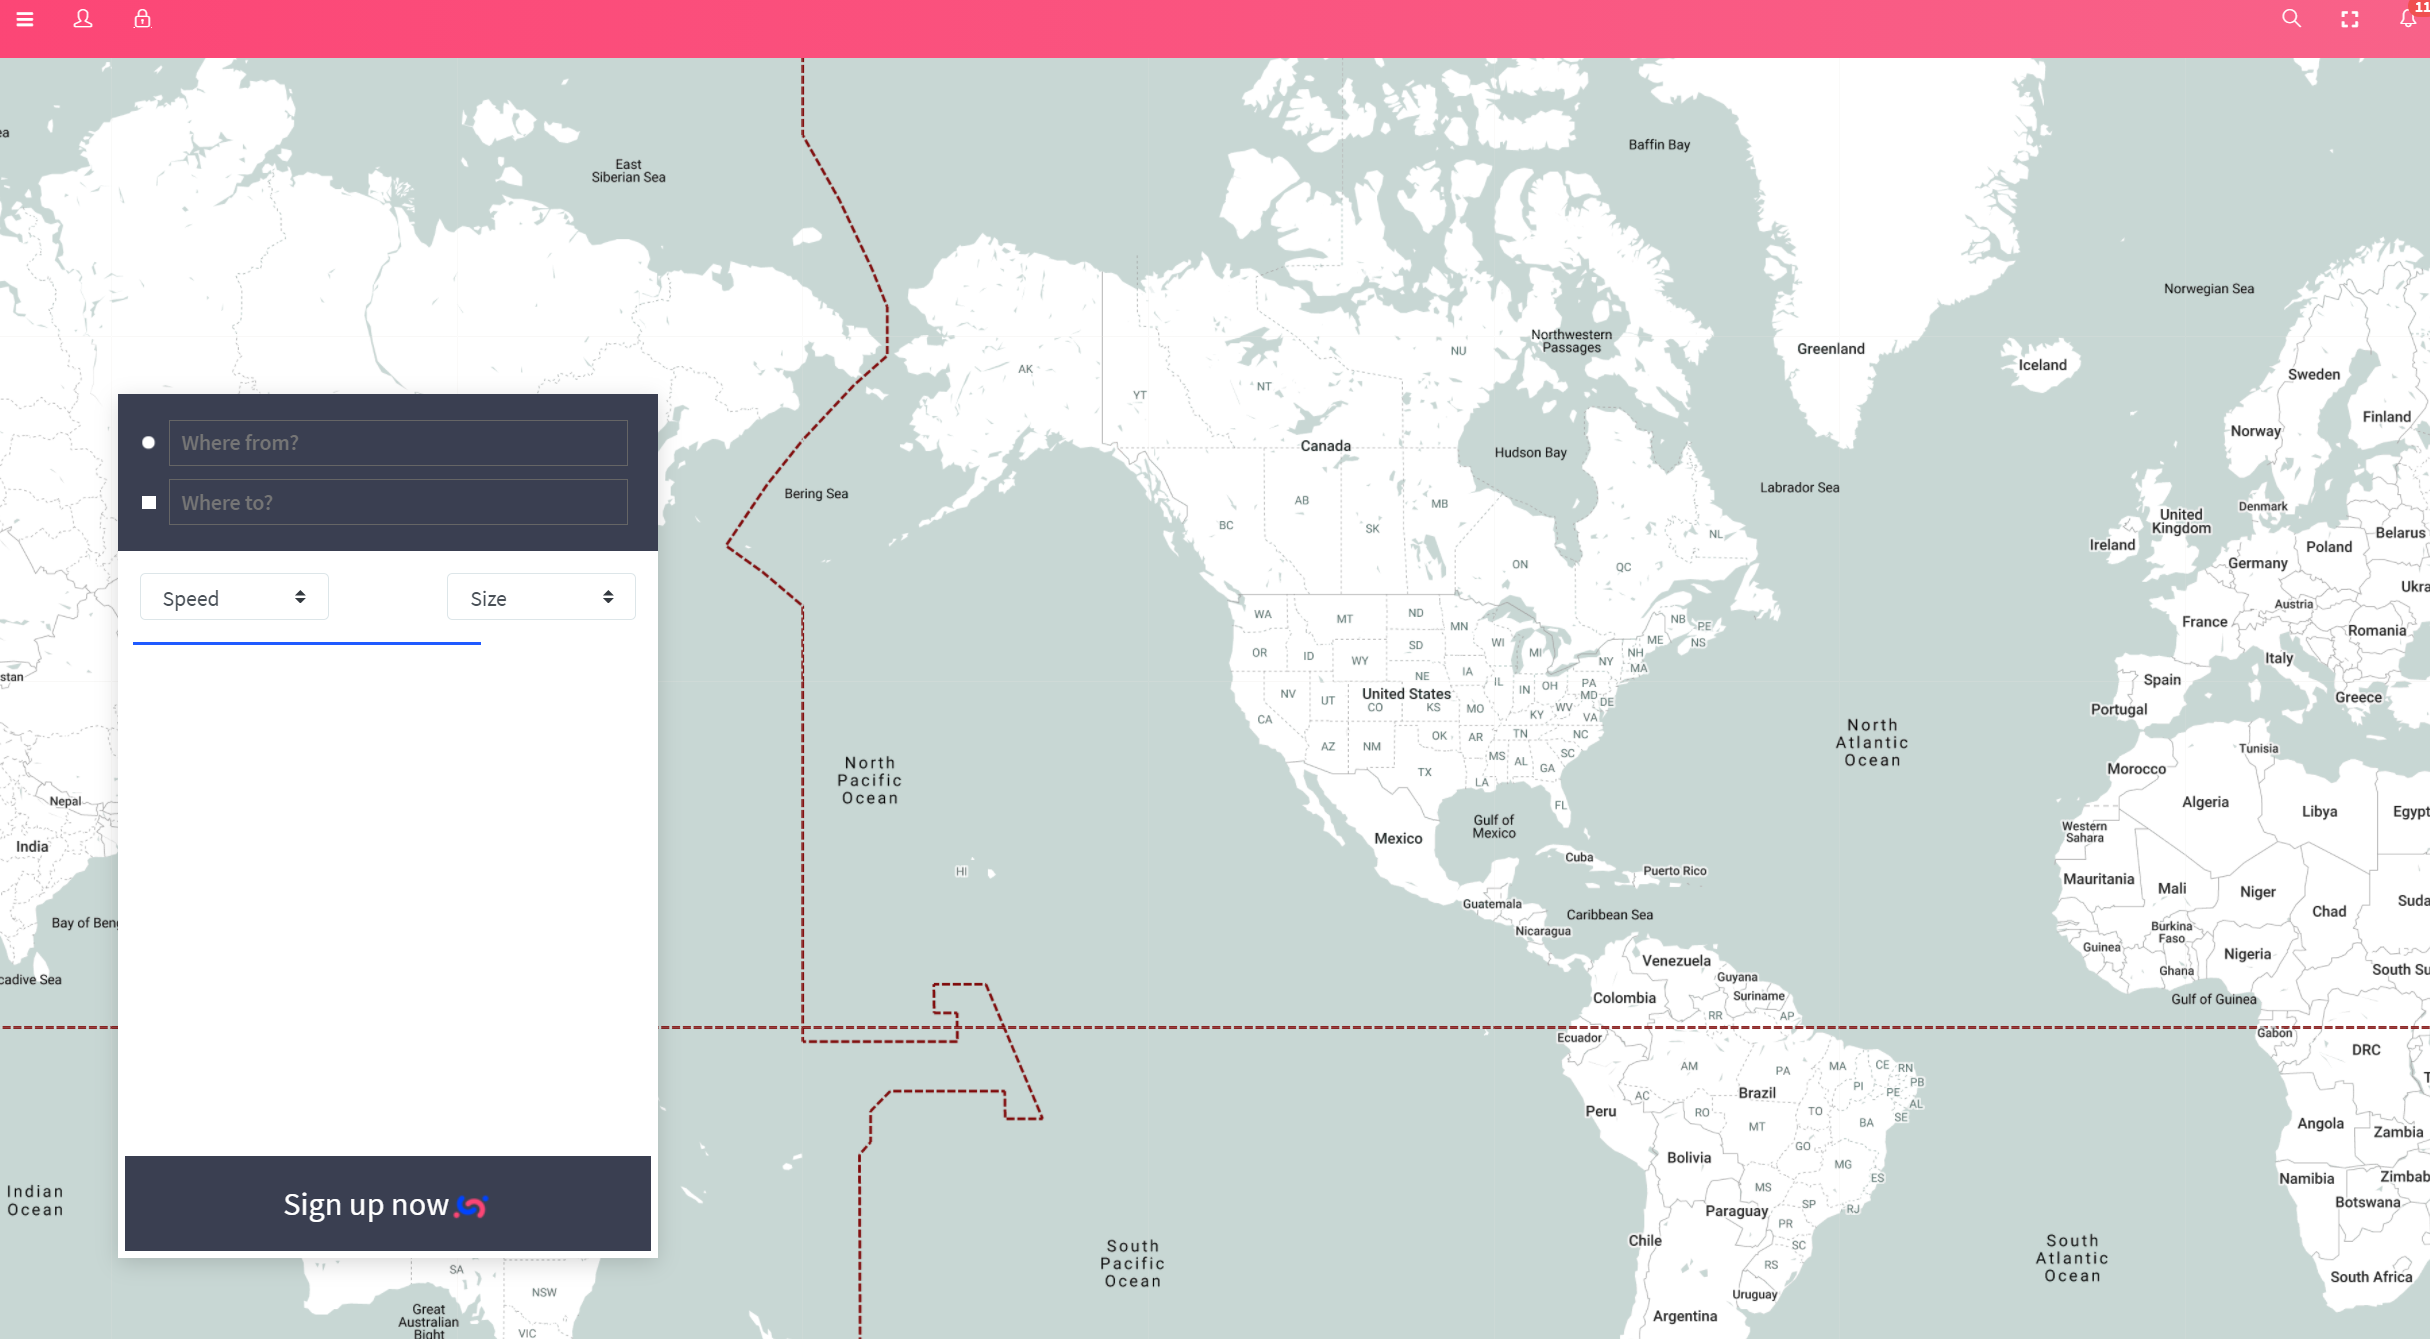 11
ea
East
Siberian Sea
Baffin Bay
Norwegian Sea
Northwestern
Passages
Greenland
Iceland
NU
AK
NT
YT
Sweden
Finland
Norway
Canada
Hudson Bay
Where from?
Where to?
Bering Sea
Labrador Sea
AB
MB
BC
SK
NL
ON
QC
Denmark
United
Kingdom
Ireland
Belarus
Poland
Germany
Ukra
Austria
France
Romania
Italy
Spain
Greece
Portugal
Speed
Size
WA
MT
ND
MN
NB
PE
NS
ME
OR
ID
WY
SD
WI
MI
NY
NH
MA
NE
IA
IL
IN
OH
PA
MD
DE
NV
UT
United States
CO
KS
MO
KY
WV
VA
CA
AZ
NM
OK
AR
TN
NC
SC
MS
AL
GA
TX
LA
FL
stan
North
Pacific
Ocean
North
Atlantic
Ocean
Tunisia
Morocco
Algeria
Libya
Egypt
Western
Sahara
Nepal
India
Gulf of
Mexico
Mexico
Cuba
Puerto Rico
HI
Guatemala
Caribbean Sea
Nicaragua
Mauritania
Mali
Niger
Chad
Suda
Burkina
Faso
Guinea
Nigeria
Ghana
South Su
Gulf of Guinea
Bay of Beng
cadive Sea
Venezuela
Guyana
Colombia
Suriname
RR
AP
Ecuador
Gabon
DRC
T
AM
PA
MA
CE
RN
PB
PI
PE
AL
SE
AC
Brazil
Peru
RO
TO
BA
MT
GO
Bolivia
MG
MS
ES
SP
RJ
Paraguay
PR
SC
Chile
RS
Uruguay
Argentina
Angola
Zambia
Namibia
Zimbab
Botswana
South Africa
Indian
Ocean
Sign up now
South
Pacific
Ocean
South
Atlantic
Ocean
SA
NSW
Great
Australian
Bight
VIC